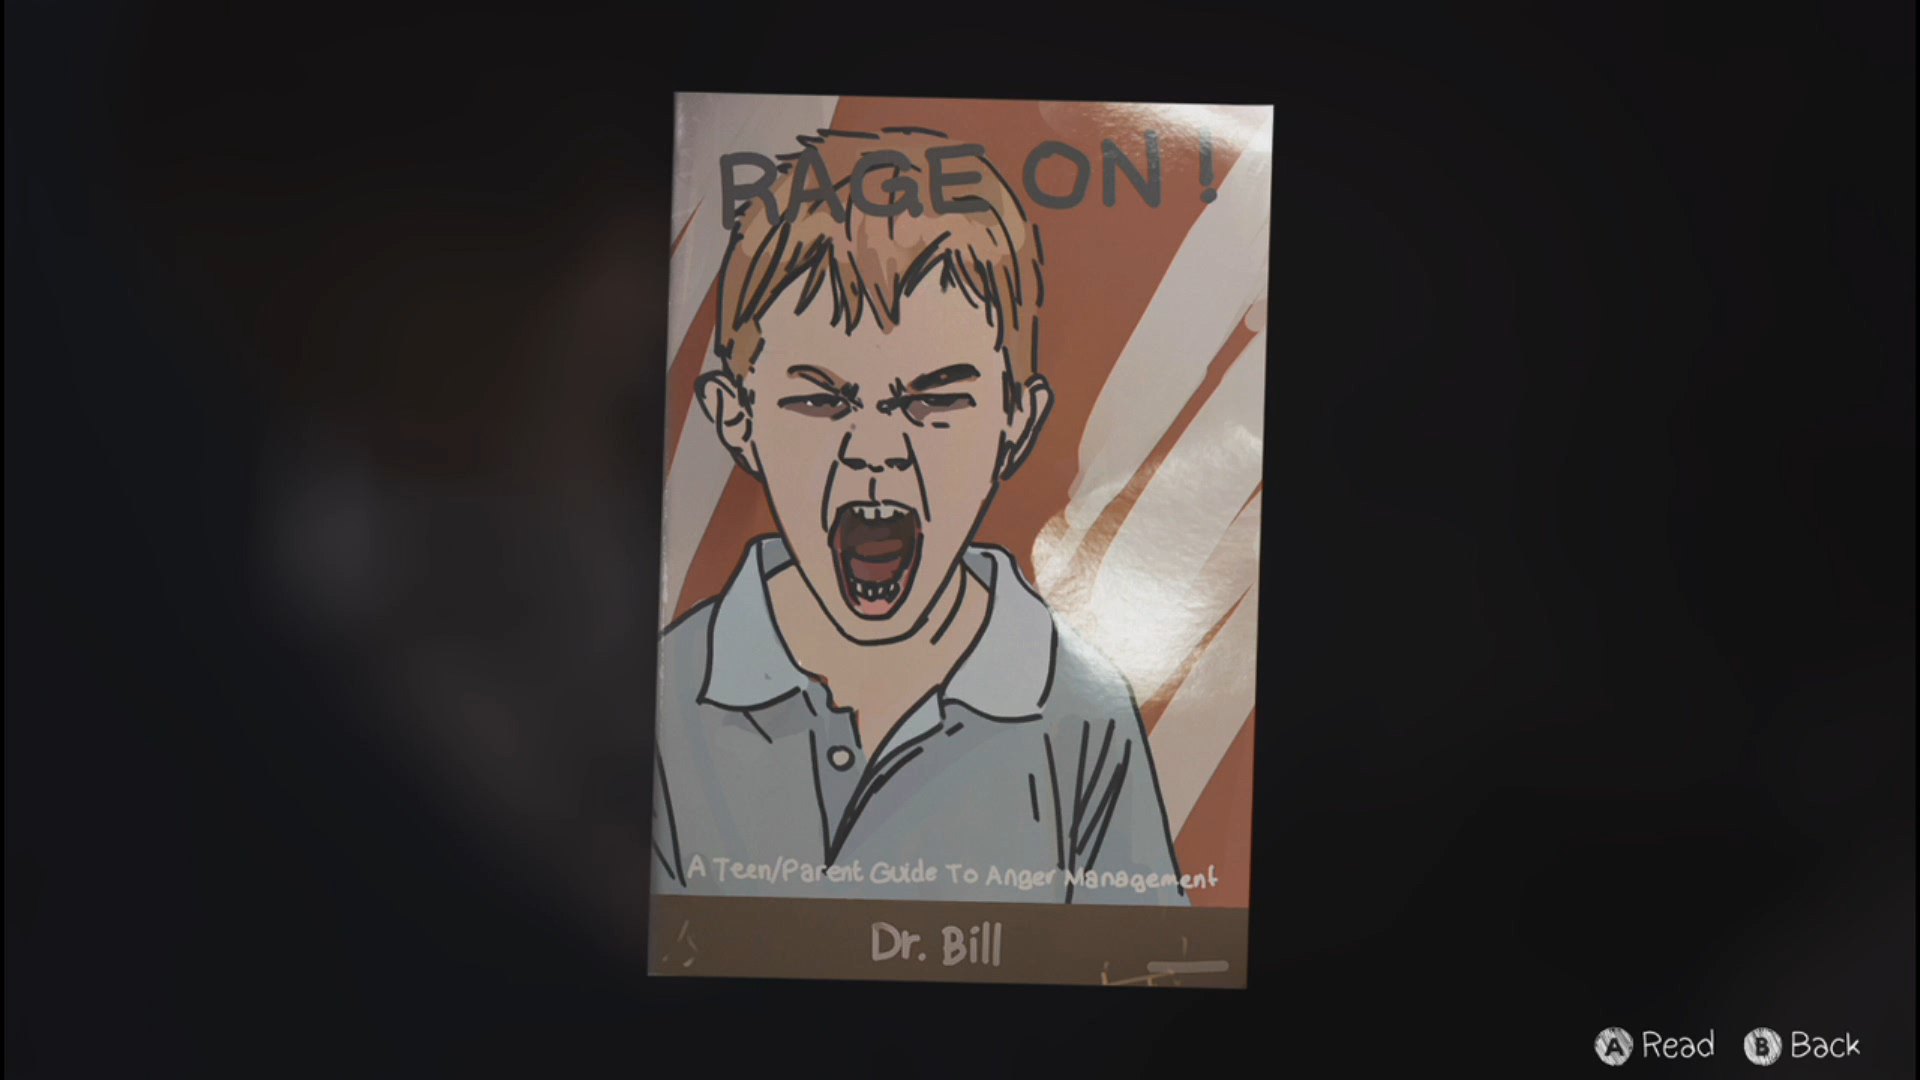 RAGE ON!
A Teen/Parent Guide To Anger Management
Dr. Bill
A Read B Back